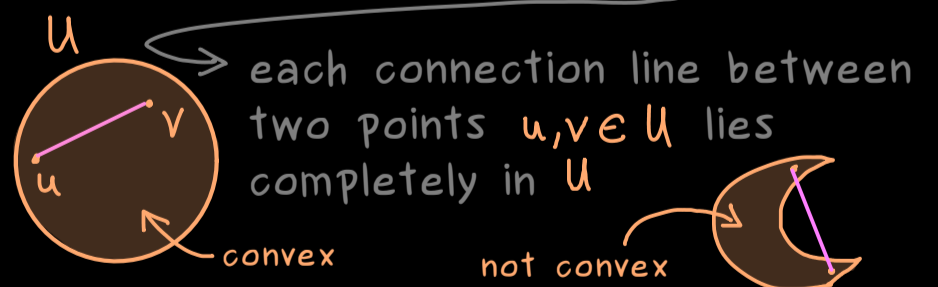 U
each connection line between
two points u, v ∈ U lies
completely in U
v
u
convex
not convex